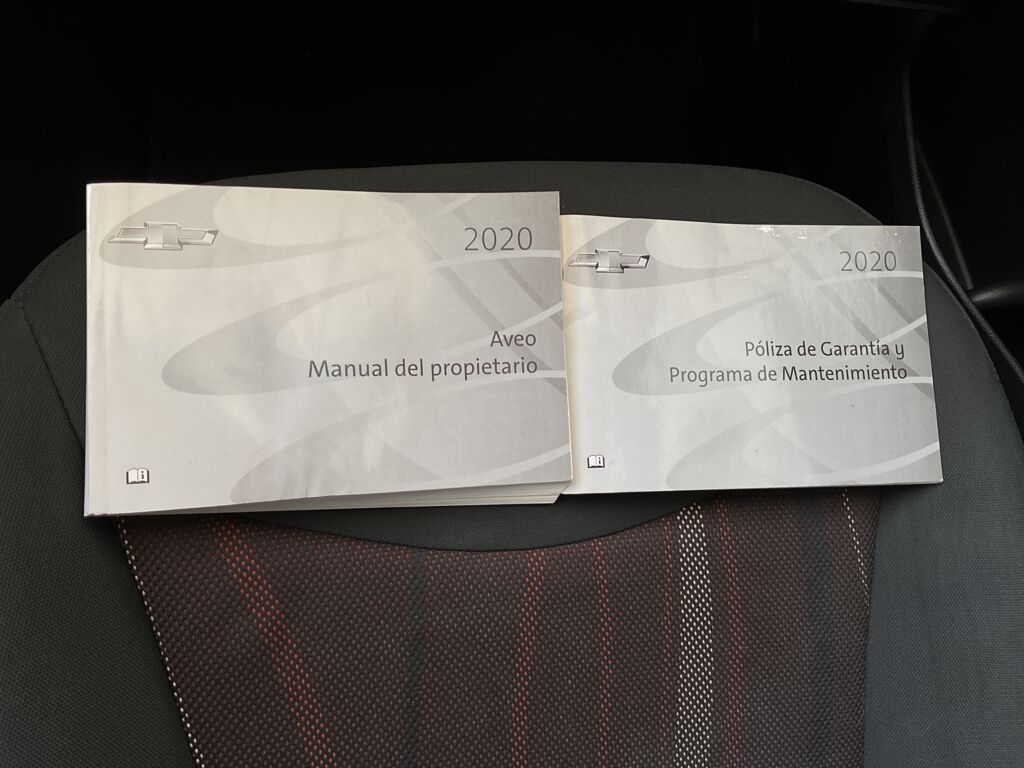 2020
Aveo
Manual del propietario
2020
Póliza de Garantía y
Programa de Mantenimiento